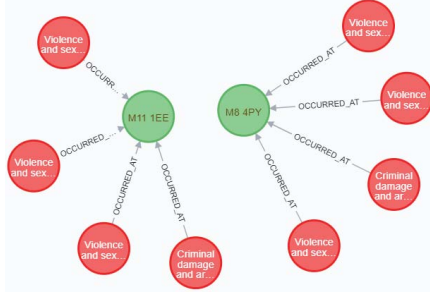 Violence
and sex...
OCCURR...
M11 1EE
Violence
and sex...
OCCURRED_...
OCCURRED_AT
Violence
and sex...
OCCURRED_AT
Criminal
damage
and ar...
Violence
and sex...
OCCURRED_AT
M8 4PY
OCCURRED_AT
Violence
and sex...
OCCURRED_AT
Criminal
damage
and ar...
OCCURRED_AT
Violence
and sex...